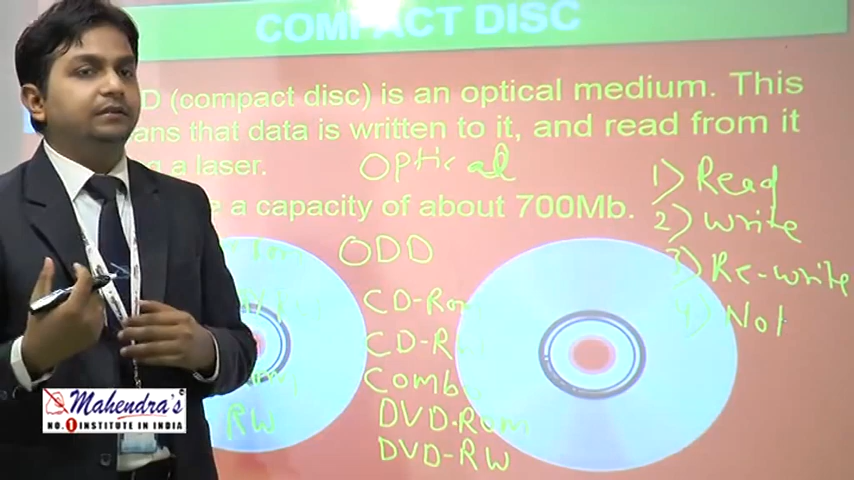 COMPACT DISC
D (compact disc) is an optical medium. This
ans that data is written to it, and read from it
g a laser.
Optical
e a capacity of about 700Mb.
ODD
CD-Rom
CD-R
Combo
RW
DVD-Rom
DVD-RW
1) Read
2) write
3) Re-write
4) Not
Mahendra's
NO. 1 INSTITUTE IN INDIA